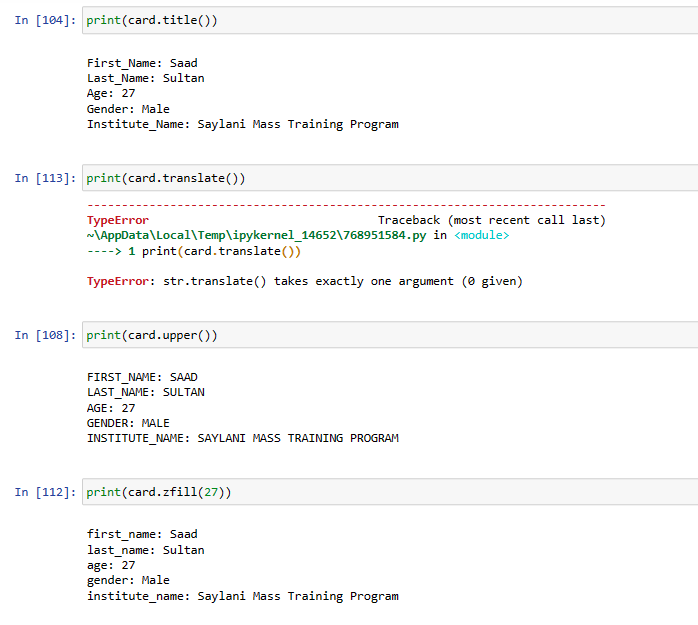 In [104]: print(card.title())
First_Name: Saad
Last_Name: Sultan
Age: 27
Gender: Male
Institute_Name: Saylani Mass Training Program
In [113]: print(card.translate())
---------------------------------------------------------------------------
TypeError                                 Traceback (most recent call last)
~\AppData\Local\Temp\ipykernel_14652\768951584.py in <module>
----> 1 print(card.translate())
TypeError: str.translate() takes exactly one argument (0 given)
In [108]: print(card.upper())
FIRST_NAME: SAAD
LAST_NAME: SULTAN
AGE: 27
GENDER: MALE
INSTITUTE_NAME: SAYLANI MASS TRAINING PROGRAM
In [112]: print(card.zfill(27))
first_name: Saad
last_name: Sultan
age: 27
gender: Male
institute_name: Saylani Mass Training Program